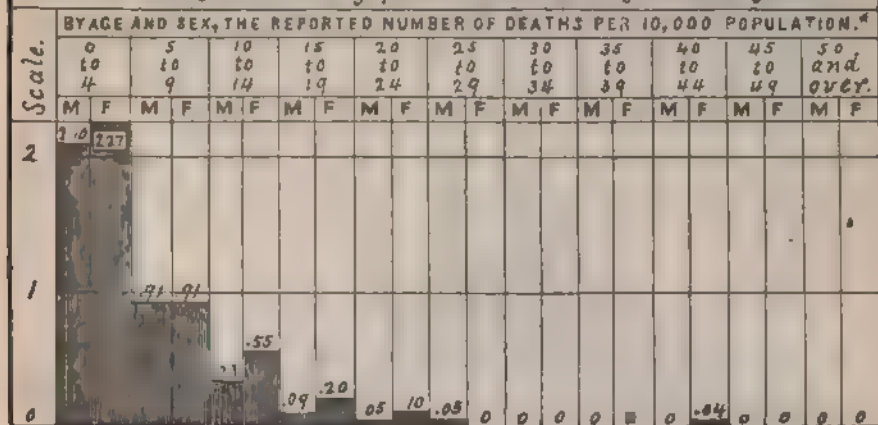 BY AGE AND SEX, THE REPORTED NUMBER OF DEATHS PER 10,000 POPULATION.*
Scale.
0 to 4 5 to 9 10 to 14 15 to 19 20 to 24 25 to 29 30 to 34 35 to 39 40 to 44 45 to 49 50 and over.
M F M F M F M F M F M F M F M F M F M F M F
2.27
2
1
.91 .91
.55
.09 .20
0 .05 .10 .05 0 0 0 0 0 .04 0 0 0 0